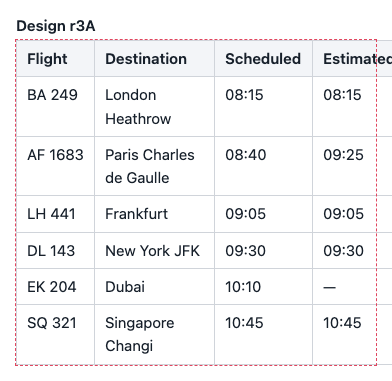 Design r3A
Flight Destination Scheduled Estimated
BA 249 London Heathrow 08:15 08:15
AF 1683 Paris Charles de Gaulle 08:40 09:25
LH 441 Frankfurt 09:05 09:05
DL 143 New York JFK 09:30 09:30
EK 204 Dubai 10:10 —
SQ 321 Singapore Changi 10:45 10:45